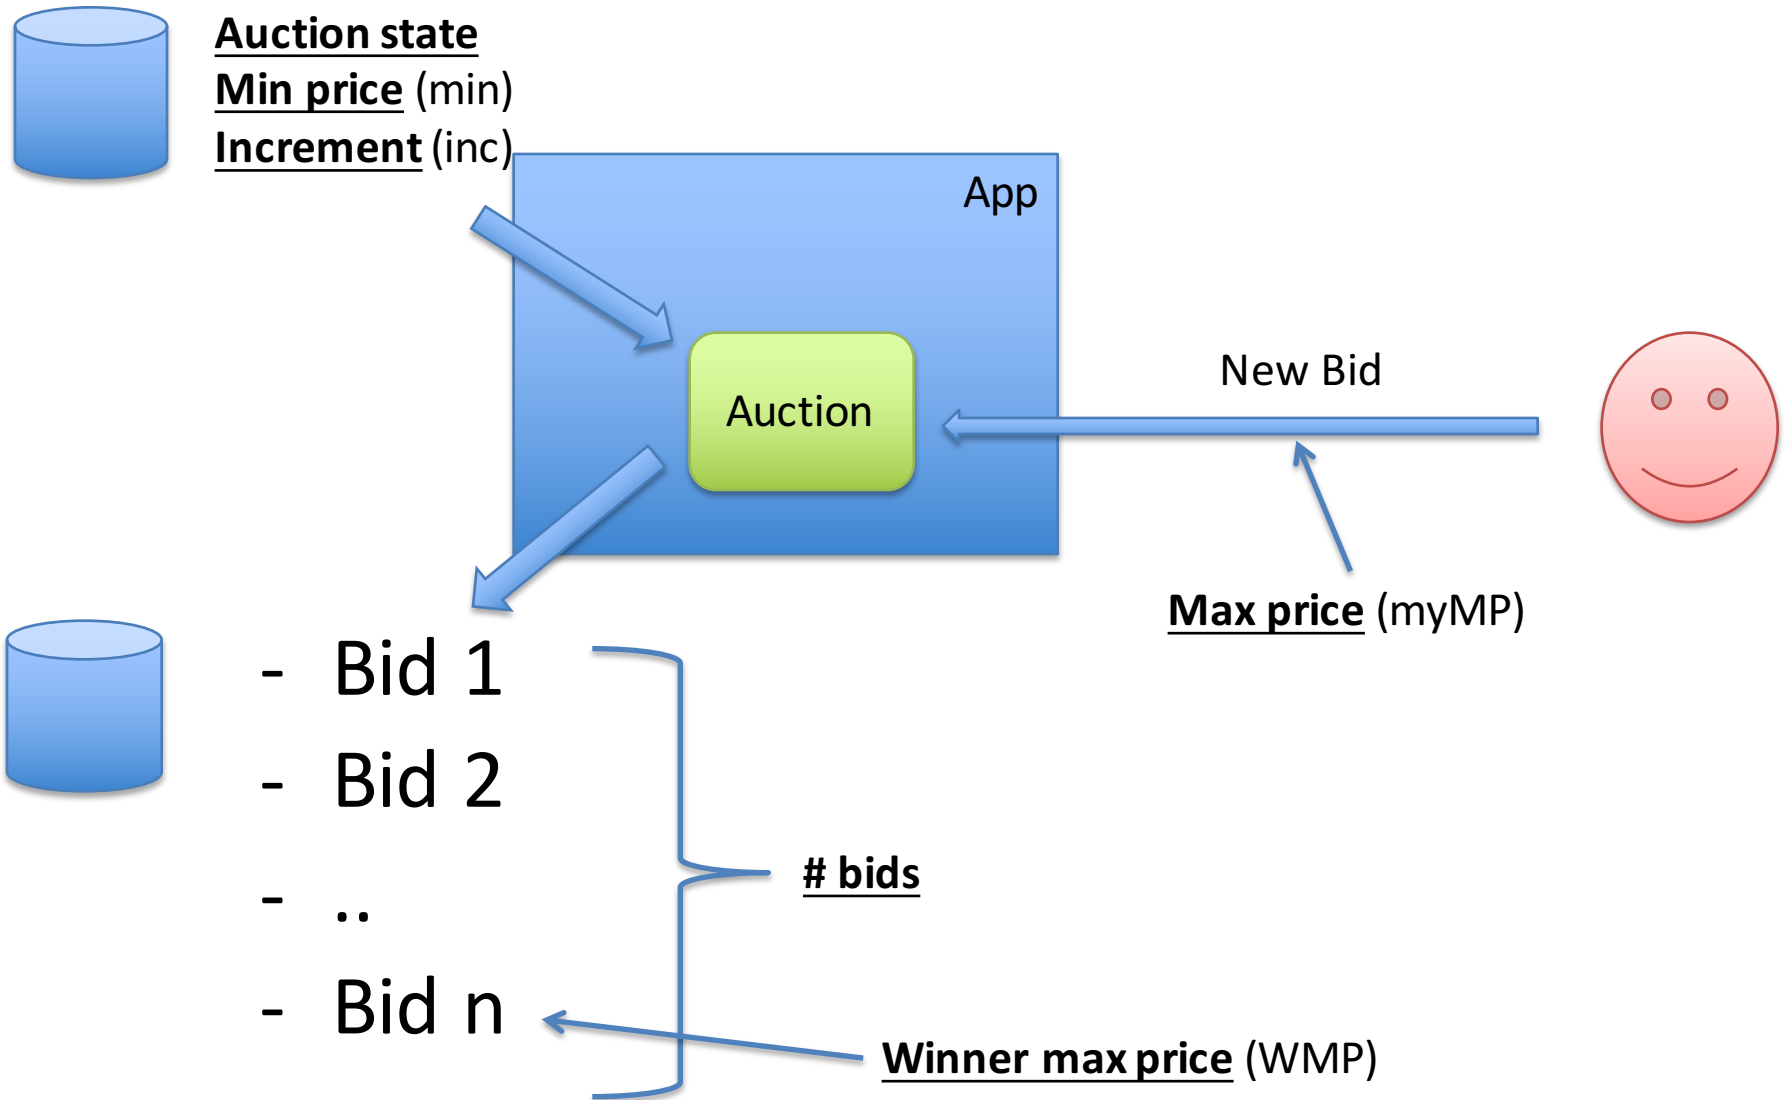 Auction state
Min price (min)
Increment (inc)
App
Auction
New Bid
Max price (myMP)
- Bid 1
- Bid 2
- ..
- Bid n
# bids
Winner max price (WMP)